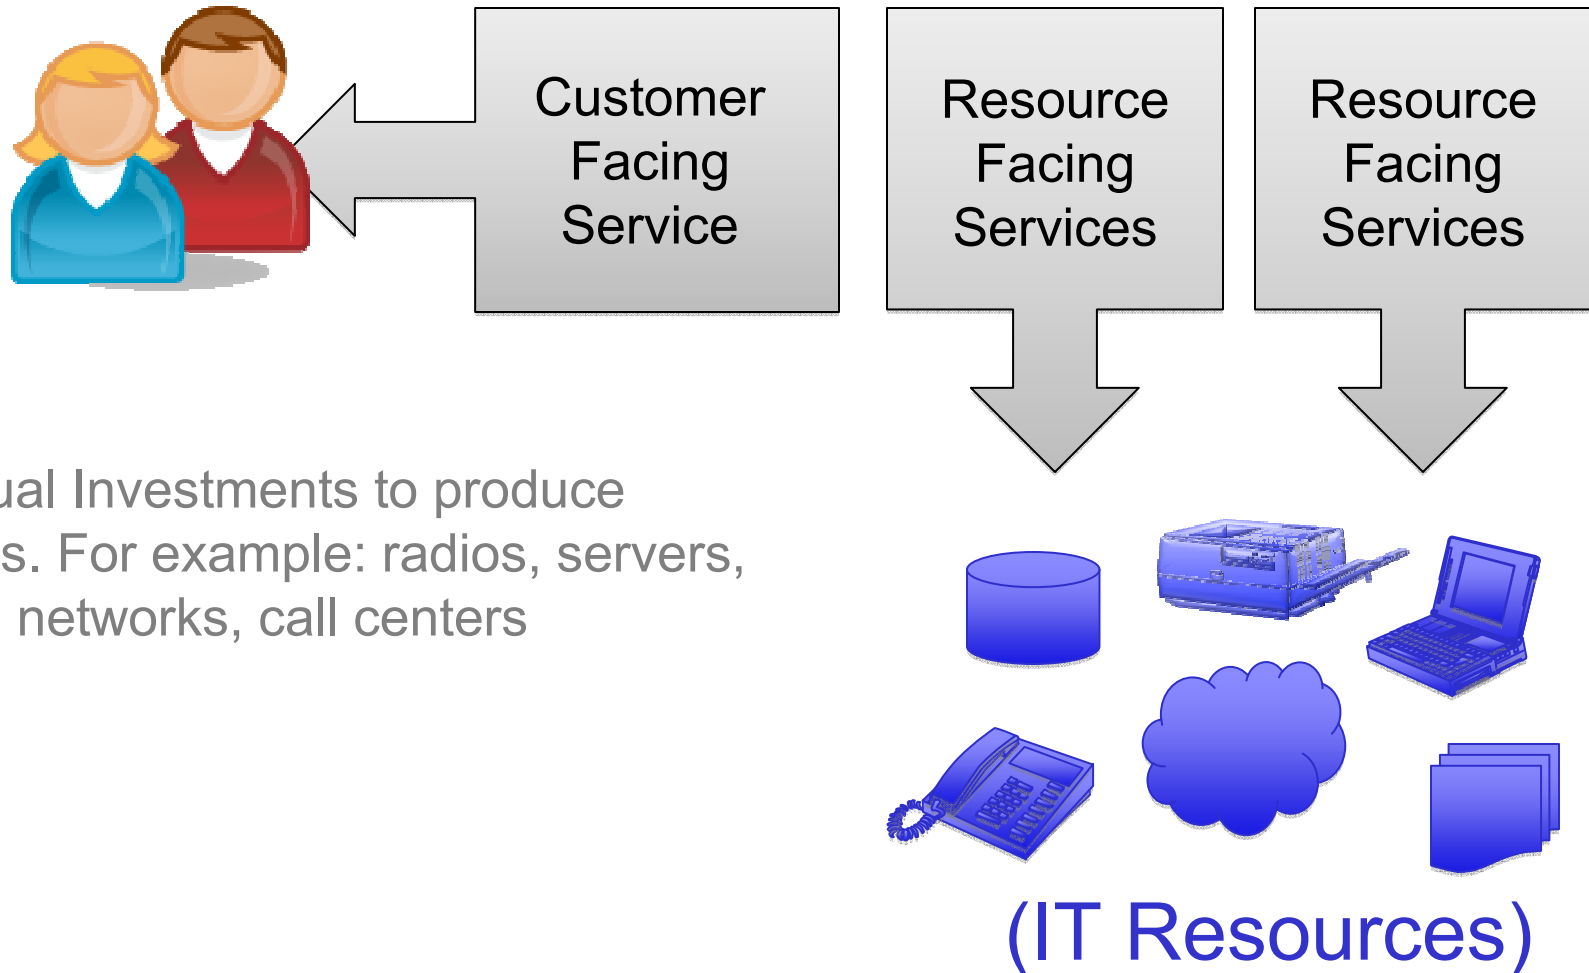 Customer
Facing
Service
Resource
Facing
Services
Resource
Facing
Services
Investments to produce
For example: radios, servers,
networks, call centers
(IT Resources)